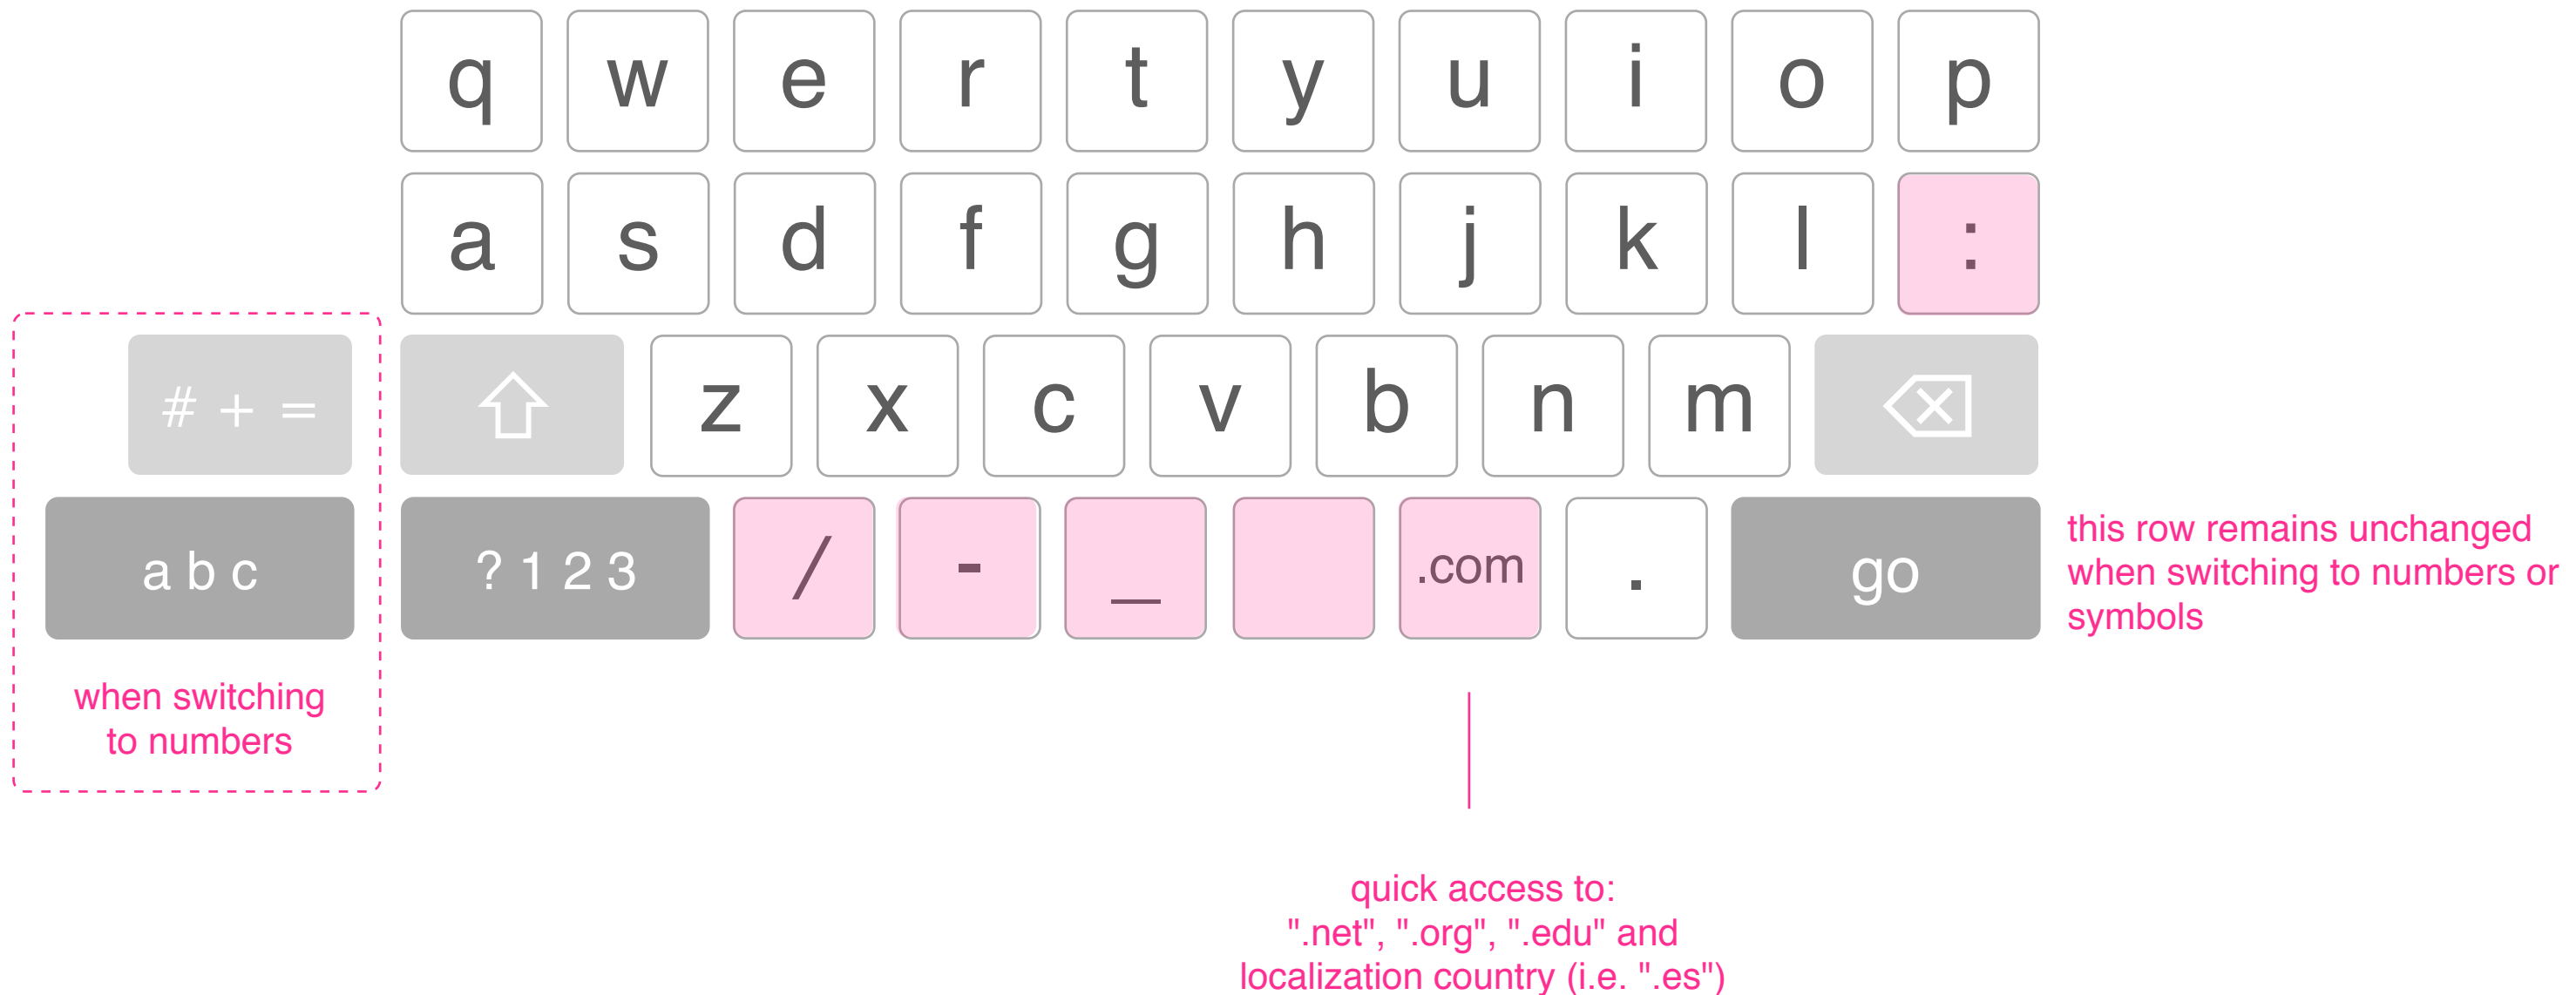 q w e r t y u i o p
a s d f g h j k l :
# + = z x c v b n m
a b c ? 1 2 3 / - _ .com . go
this row remains unchanged
when switching to numbers or
symbols
when switching
to numbers
quick access to:
".net", ".org", ".edu" and
localization country (i.e. ".es")